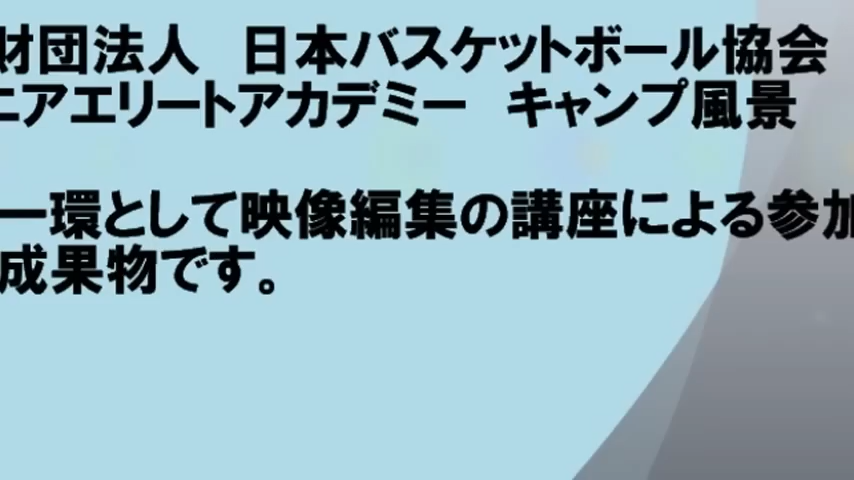 財団法人 日本バスケットボール協会
ニアエリートアカデミー キャンプ風景
一環として映像編集の講座による参加
成果物です。